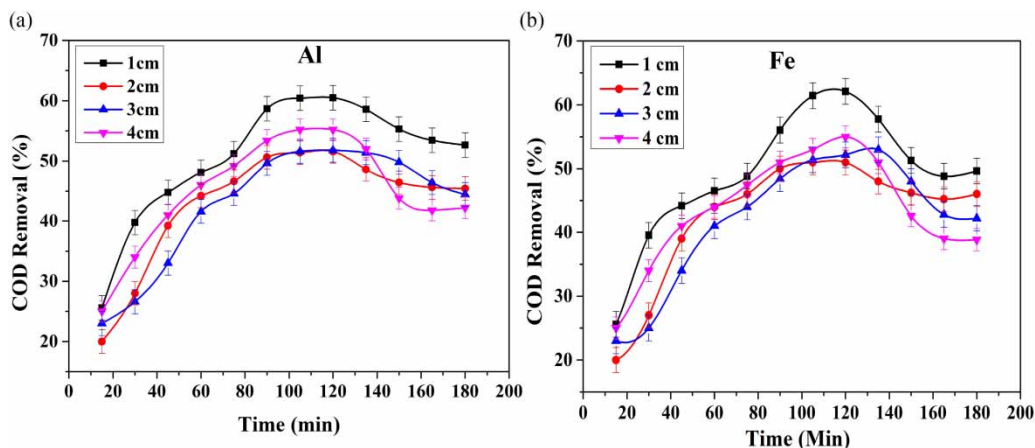 (a)
Al
1cm
2cm
3cm
4cm
COD Removal (%)
70
60
50
40
30
20
0 20 40 60 80 100 120 140 160 180 200
Time (min)
(b)
Fe
1 cm
2 cm
3 cm
4 cm
COD Removal (%)
70
60
50
40
30
20
0 20 40 60 80 100 120 140 160 180 200
Time (Min)